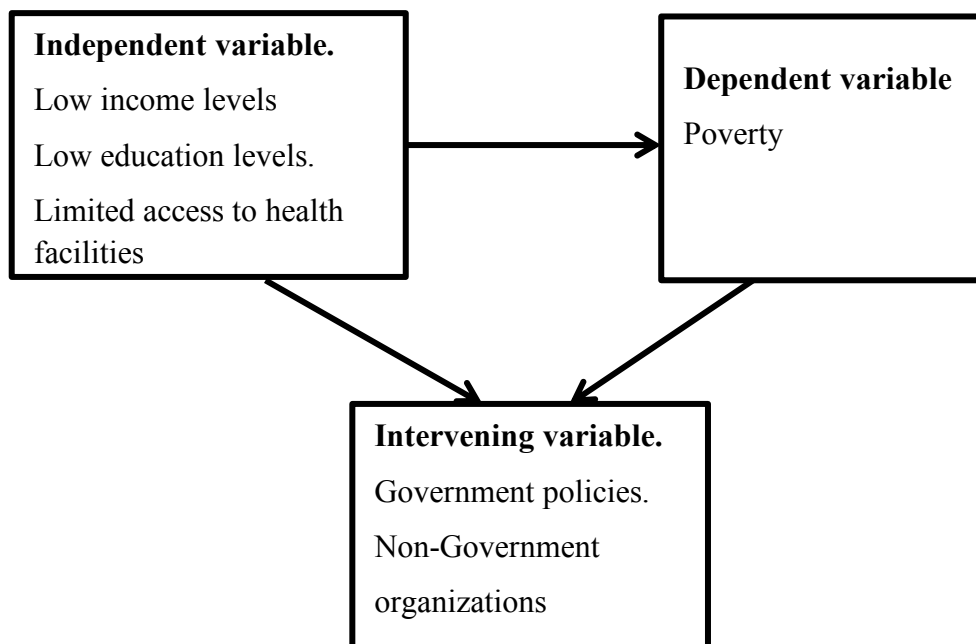 Independent variable.
Low income levels
Low education levels.
Limited access to health
facilities
Dependent variable
Poverty
Intervening variable.
Government policies.
Non-Government
organizations